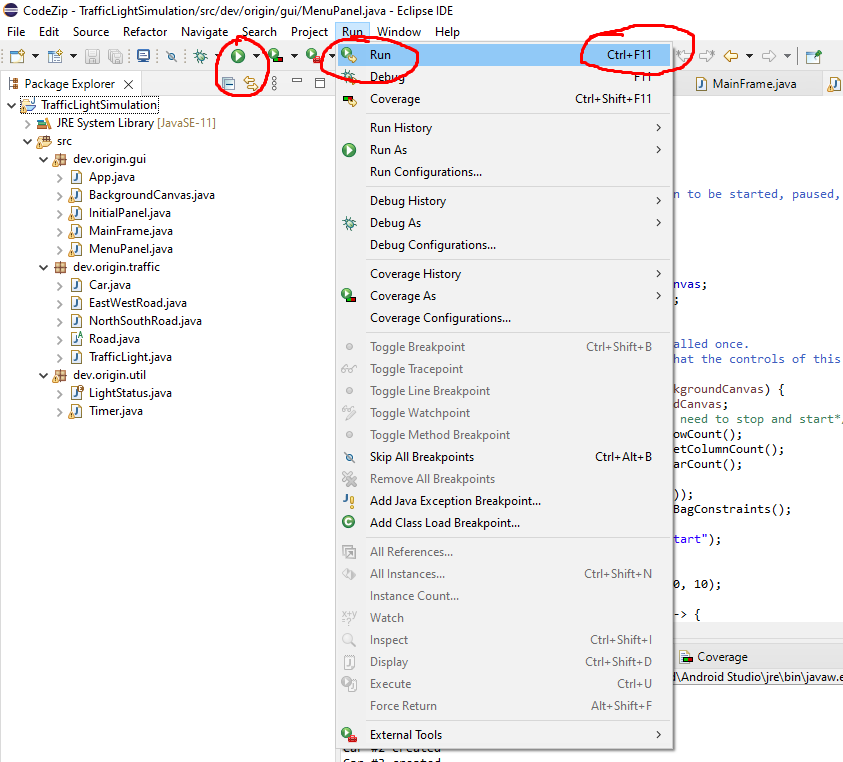 CodeZip - TrafficLightSimulation/src/dev/origin/gui/MenuPanel.java - Eclipse IDE
File Edit Source Refactor Navigate Search Project Run Window Help
Package Explorer
MainFrame.java
TrafficLightSimulation
JRE System Library [JavaSE-11]
src
dev.origin.gui
App.java
BackgroundCanvas.java
InitialPanel.java
MainFrame.java
MenuPanel.java
dev.origin.traffic
Car.java
EastWestRoad.java
NorthSouthRoad.java
Road.java
TrafficLight.java
dev.origin.util
LightStatus.java
Timer.java
Run Ctrl+F11
Debug F11
Coverage Ctrl+Shift+F11
Run History
Run As
Run Configurations...
Debug History
Debug As
Debug Configurations...
Coverage History
Coverage As
Coverage Configurations...
Toggle Breakpoint Ctrl+Shift+B
Toggle Tracepoint
Toggle Line Breakpoint
Toggle Watchpoint
Toggle Method Breakpoint
Skip All Breakpoints Ctrl+Alt+B
Remove All Breakpoints
Add Java Exception Breakpoint...
Add Class Load Breakpoint...
All References...
All Instances... Ctrl+Shift+N
Instance Count...
Watch
Inspect Ctrl+Shift+I
Display Ctrl+Shift+D
Execute Ctrl+U
Force Return Alt+Shift+F
External Tools
n to be started, paused,
nvas;
;
alled once.
hat the controls of this
kgroundCanvas) {
dCanvas;
need to stop and start*/
owCount();
etColumnCount();
arCount();
));
BagConstraints();
tart");
0, 10);
-> {
Coverage
d\Android Studio\jre\bin\javaw.e
Car #2 created
Car #3 created